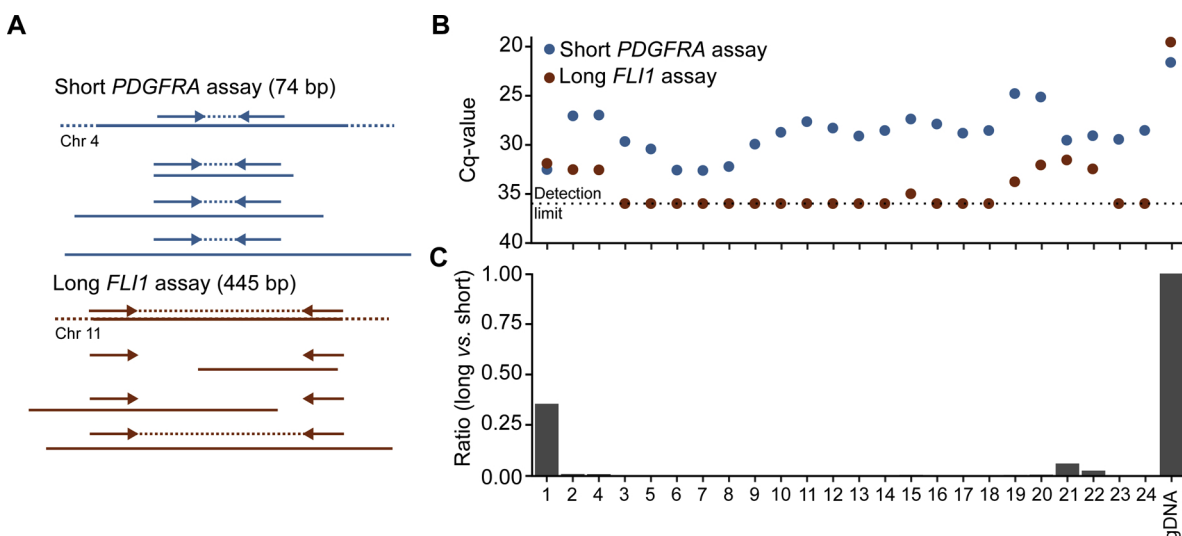 A
Short PDGFRA assay (74 bp)
Chr 4
Long FLI1 assay (445 bp)
Chr 11
B
Short PDGFRA assay
Long FLI1 assay
Cq-value
20
25
30
35
40
Detection
limit
C
Ratio (long vs. short)
1.00
0.75
0.50
0.25
0.00
1 2 4 3 5 6 7 8 9 10 11 12 13 14 15 16 17 18 19 20 21 22 23 24 gDNA